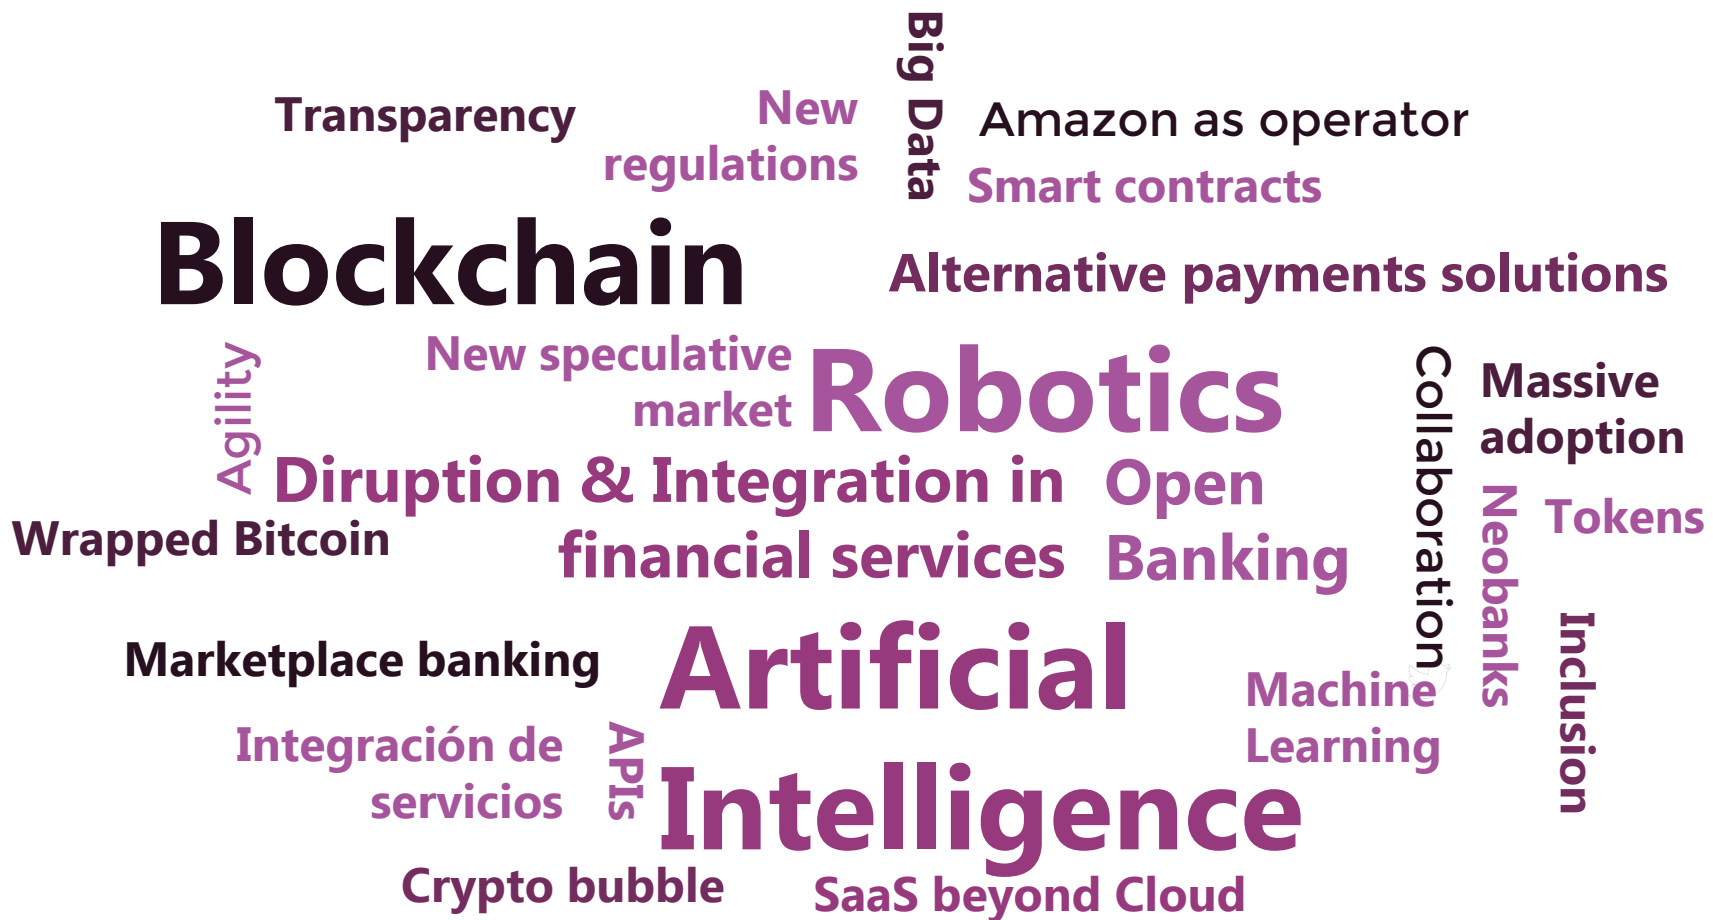 Big Data
Transparency
New
regulations
Amazon as operator
Smart contracts
Blockchain
Alternative payments solutions
Agillity
New speculative
market
Robotics
Collaboration
Massive
adoption
Diruption & Integration in
financial services
Open
Banking
Neobanks
Tokens
Wrapped Bitcoin
Inclusion
Marketplace banking
Artificial
Intelligence
Machine
Learning
Integración de
servicios
APIs
Crypto bubble
SaaS beyond Cloud